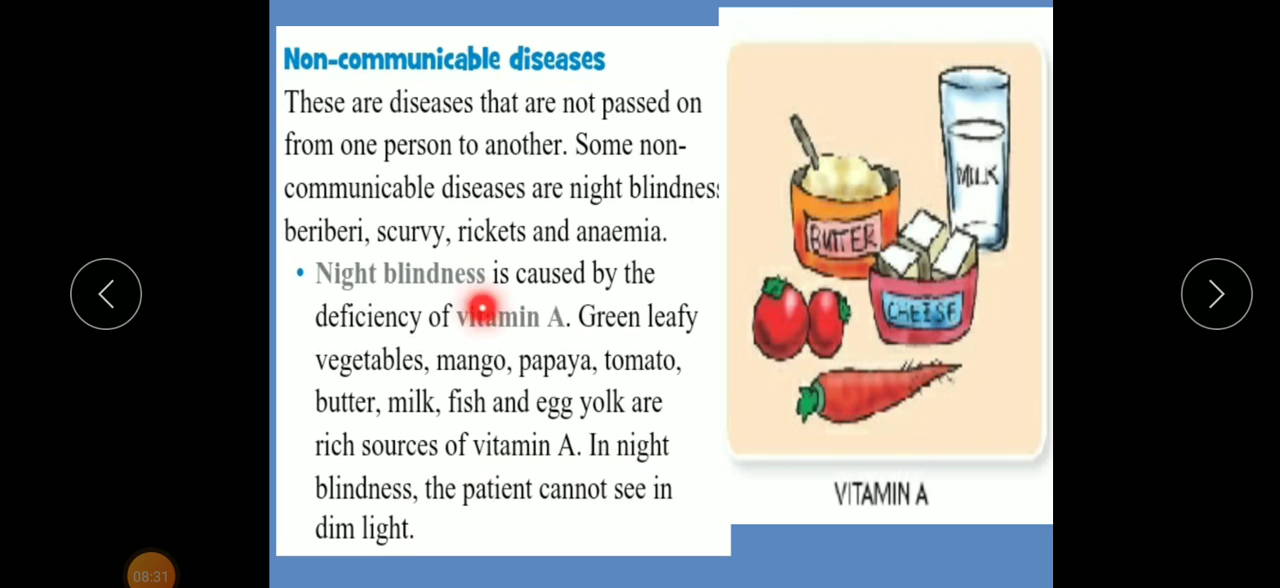 Non-communicable diseases
These are diseases that are not passed on
from one person to another. Some non-
communicable diseases are night blindness
beriberi, scurvy, rickets and anaemia.
• Night blindness is caused by the
deficiency of vitamin A. Green leafy
vegetables, mango, papaya, tomato,
butter, milk, fish and egg yolk are
rich sources of vitamin A. In night
blindness, the patient cannot see in
dim light.
MILK
BUTTER
CHEESE
VITAMIN A
08:31